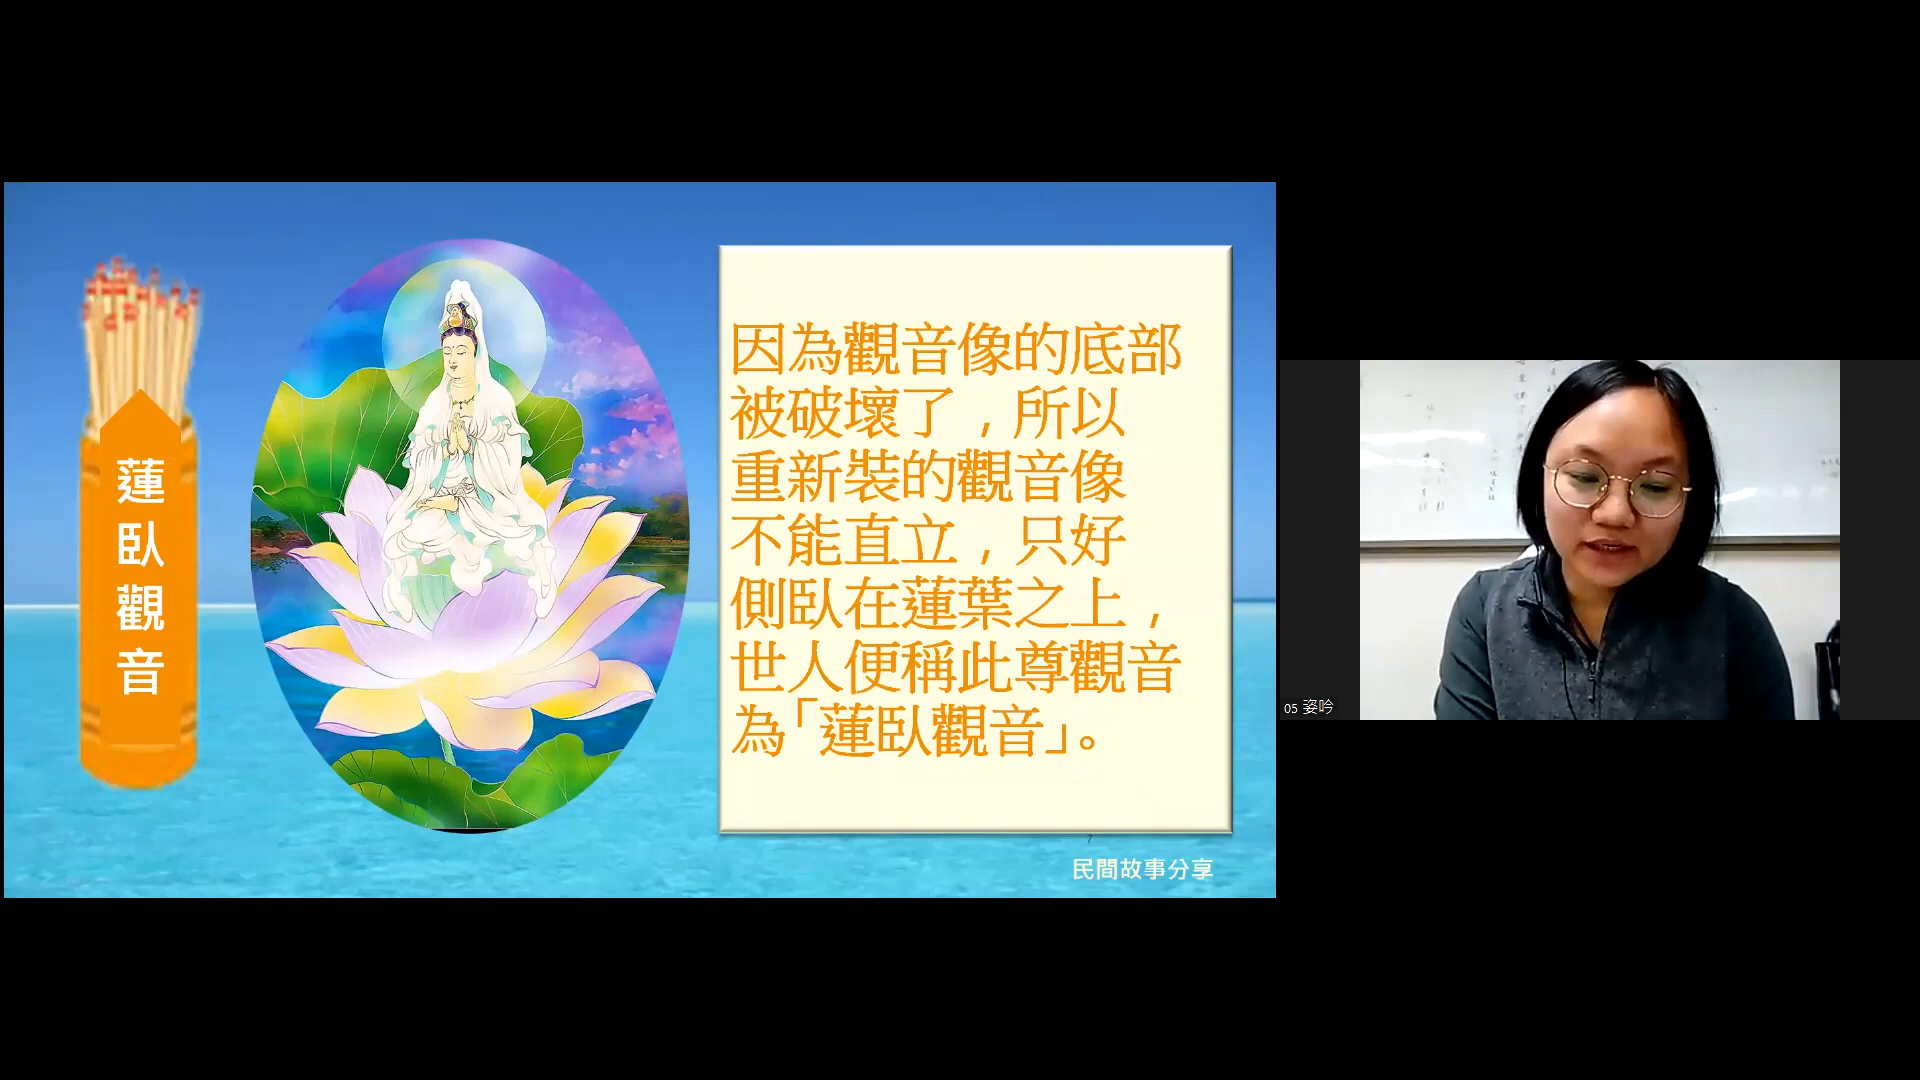 蓮臥觀音
因為觀音像的底部
被破壞了，所以
重新裝的觀音像
不能直立，只好
側臥在蓮葉之上，
世人便稱此尊觀音
為「蓮臥觀音」。
7
民間故事分享
05 姿吟